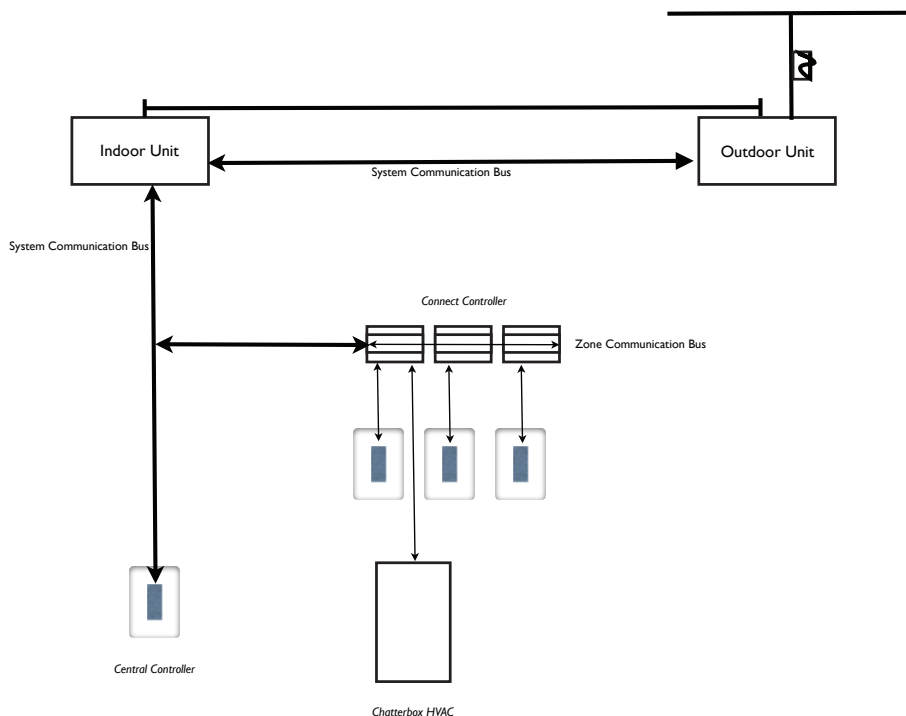 Indoor Unit
Outdoor Unit
System Communication Bus
System Communication Bus
Connect Controller
Zone Communication Bus
Central Controller
Chatterbox HVAC